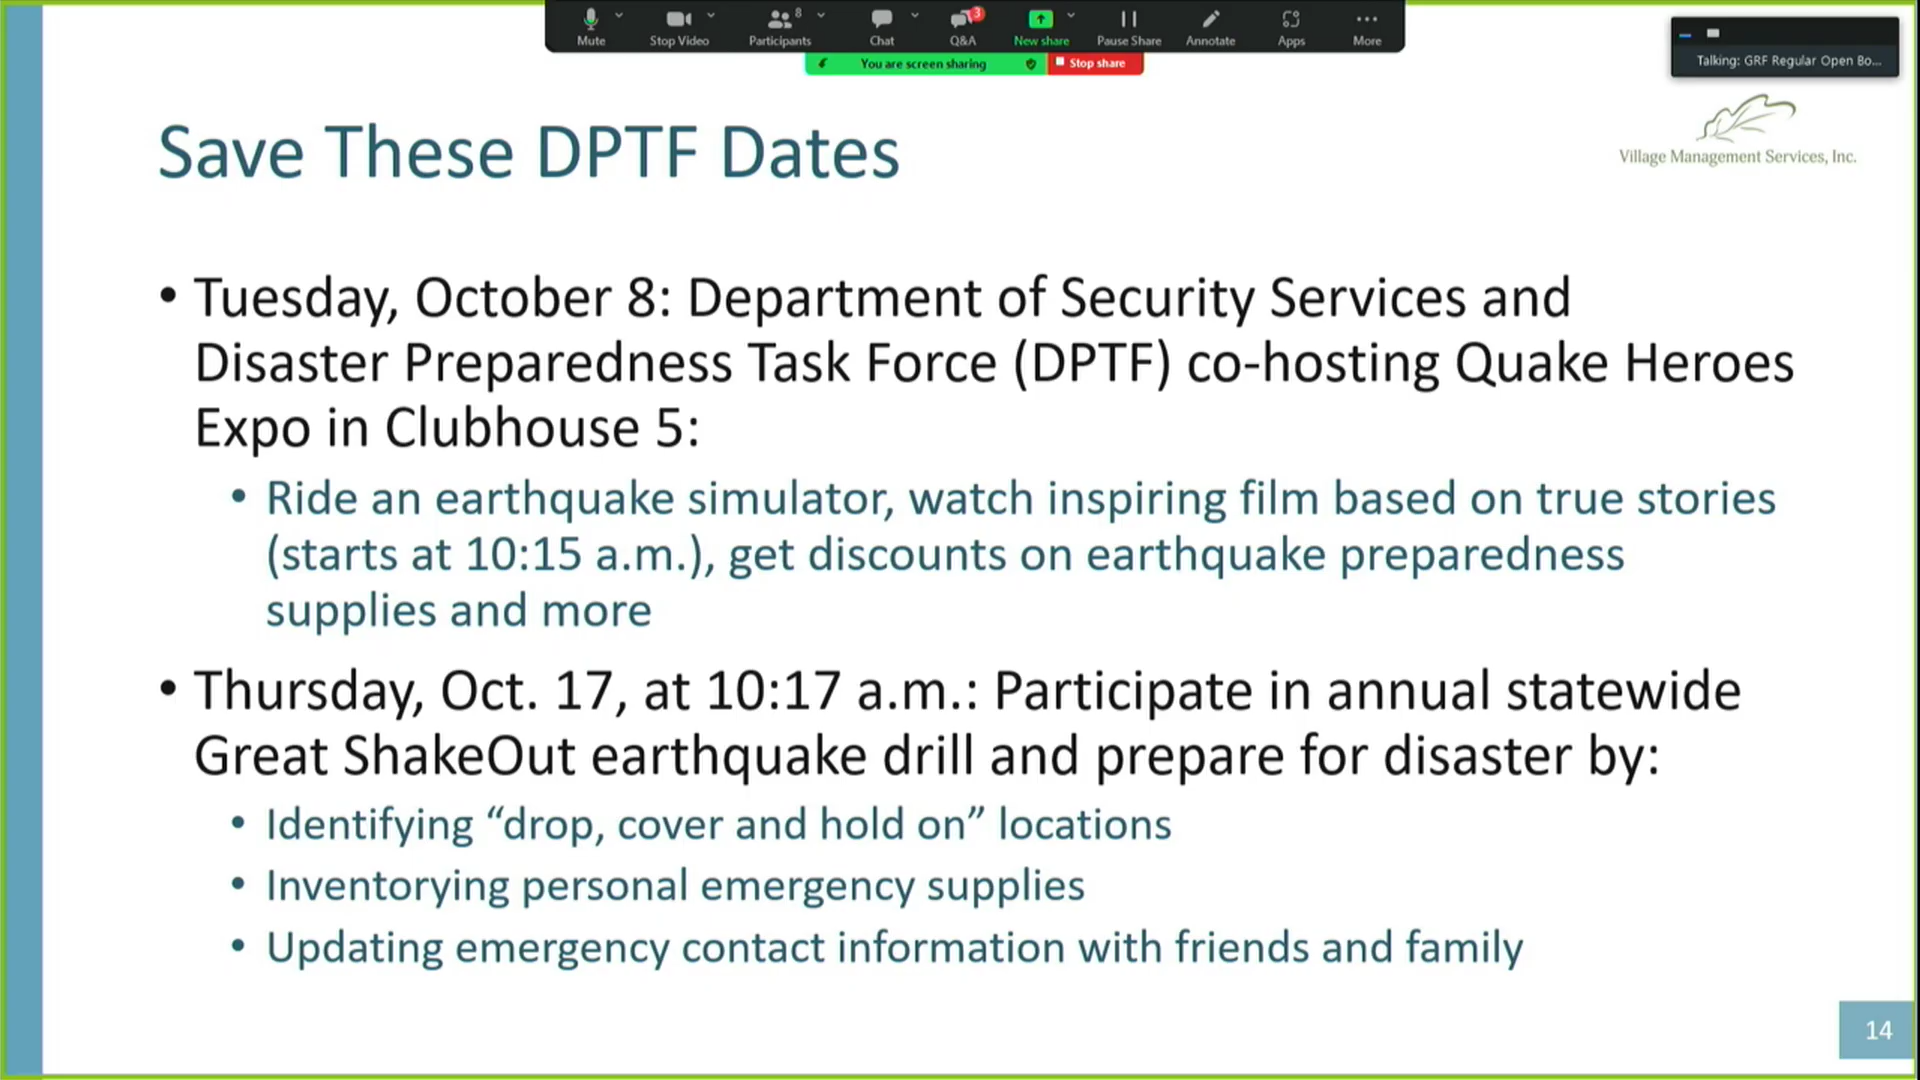 8
3
Mute
Stop Video
Participants
Chat
Q&A
New share
Pause Share
Annotate
Apps
More
You are screen sharing
Stop share
Talking: GRF Regular Open Bo...
Village Management Services, Inc.
Save These DPTF Dates
• Tuesday, October 8: Department of Security Services and
Disaster Preparedness Task Force (DPTF) co-hosting Quake Heroes
Expo in Clubhouse 5:
• Ride an earthquake simulator, watch inspiring film based on true stories
(starts at 10:15 a.m.), get discounts on earthquake preparedness
supplies and more
• Thursday, Oct. 17, at 10:17 a.m.: Participate in annual statewide
Great ShakeOut earthquake drill and prepare for disaster by:
• Identifying “drop, cover and hold on” locations
• Inventorying personal emergency supplies
• Updating emergency contact information with friends and family
14